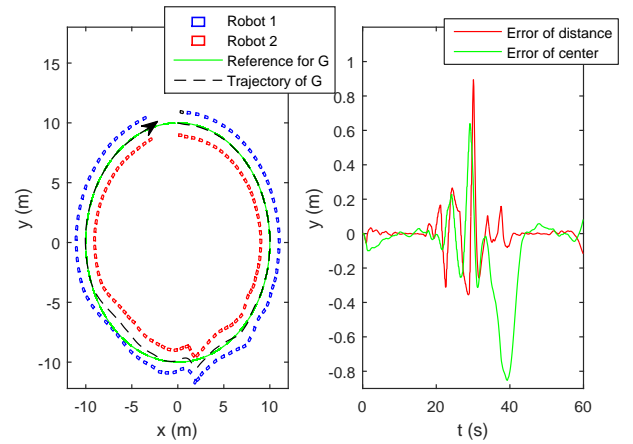 Robot 1
Robot 2
Reference for G
Trajectory of G
15
10
5
0
-5
-10
y (m)
-10 -5 0 5 10
x (m)
Error of distance
Error of center
1
0.8
0.6
0.4
0.2
0
-0.2
-0.4
-0.6
-0.8
y (m)
0 20 40 60
t (s)